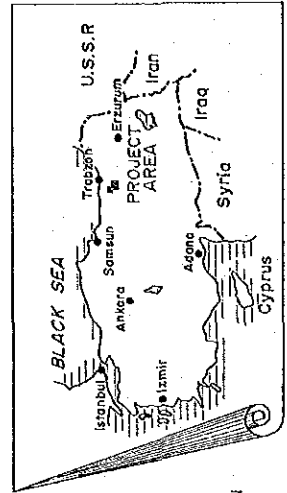 BLACK SEA
U.S.S.R
Istanbul
Samsun
Trabzon
Ankara
Erzurum
PROJECT
AREA
Iran
Izmir
Adana
Iraq
Syria
Cyprus